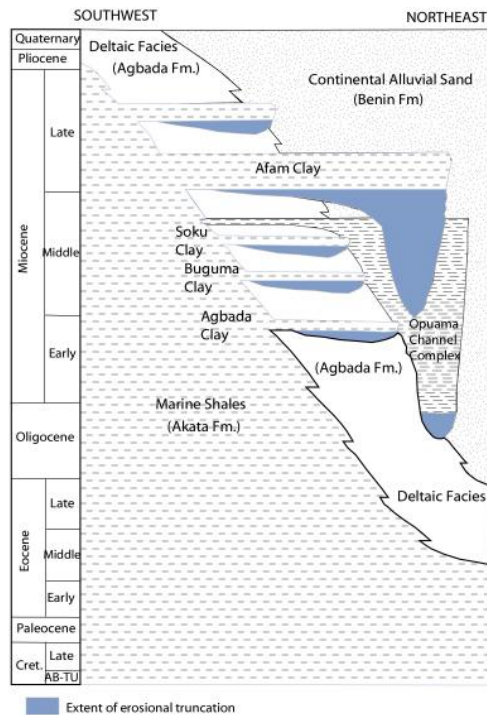 SOUTHWEST
NORTHEAST
Quaternary
Pliocene
Miocene
Late
Middle
Early
Oligocene
Eocene
Late
Middle
Early
Paleocene
Cret.
Late
AB-TU
Deltaic Facies
(Agbada Fm.)
Continental Alluvial Sand
(Benin Fm)
Afam Clay
Soku
Clay
Buguma
Clay
Agbada
Clay
Opuama
Channel
Complex
(Agbada Fm.)
Marine Shales
(Akata Fm.)
Deltaic Facies
Extent of erosional truncation